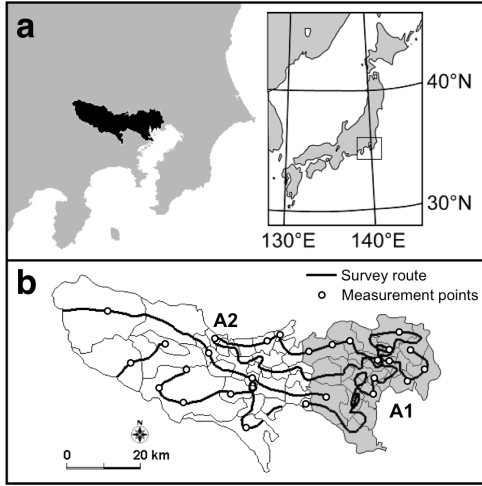 a
40°N
30°N
130°E 140°E
b
Survey route
Measurement points
A2
A1
N
0 20 km